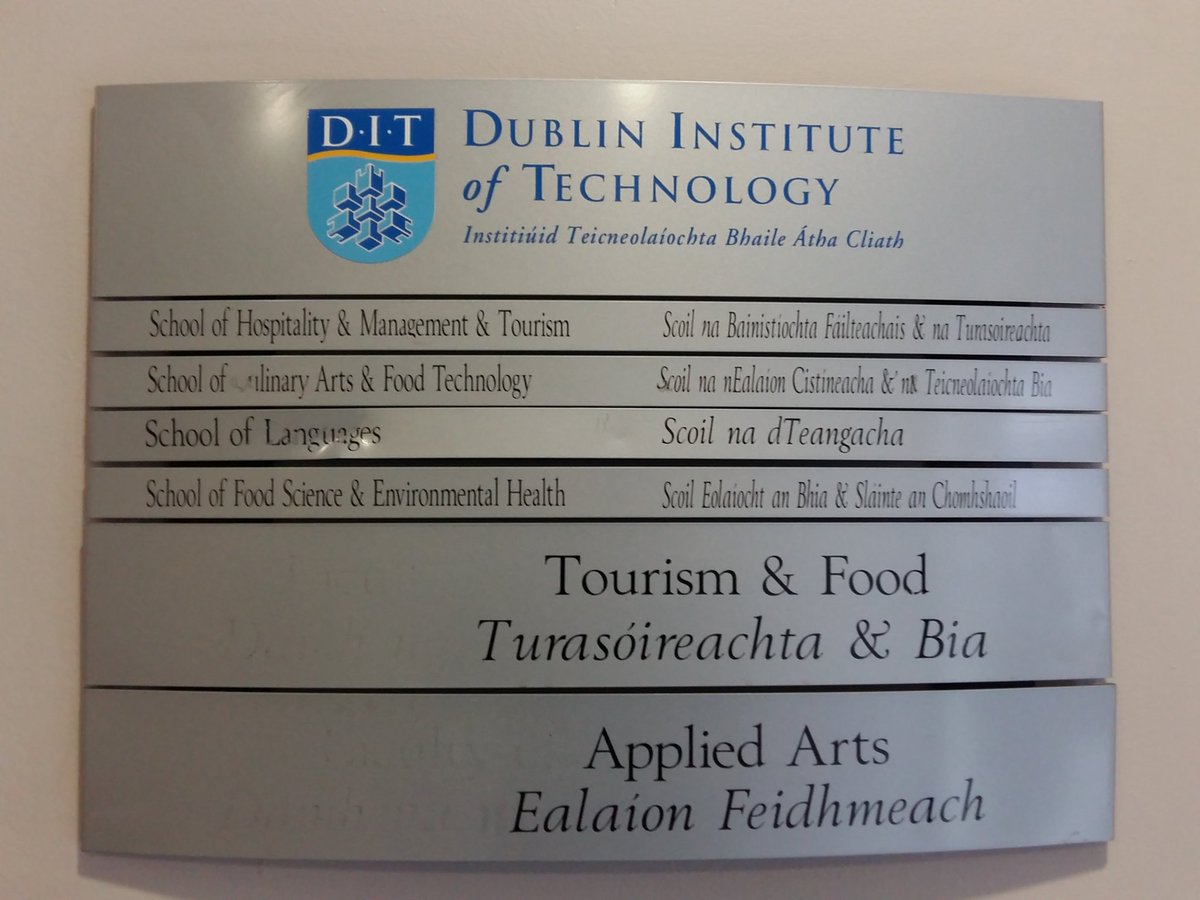 D·I·T
DUBLIN INSTITUTE
of TECHNOLOGY
Institiúid Teicneolaíochta Bhaile Átha Cliath
School of Hospitality & Management & Tourism Scoil na Bainistíochta Fáilteachais & na Turasoireachta
School of ulinary Arts & Food Technology Scoil na nEalaíon Cistineacha & na Teicneolaíochta Bia
School of Languages Scoil na dTeangacha
School of Food Science & Environmental Health Scoil Eolaíocht an Bhia & Sláinte an Chomhshaoil
Tourism & Food
Turasóireachta & Bia
Applied Arts
Ealaíon Feidhmeach